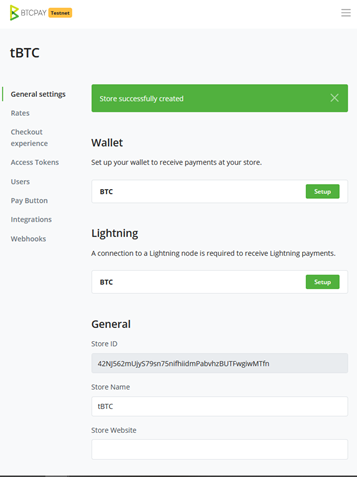 BTCPAY Testnet
tBTC
General settings
Rates
Checkout
experience
Access Tokens
Users
Pay Button
Integrations
Webhooks
Store successfully created
Wallet
Set up your wallet to receive payments at your store.
BTC Setup
Lightning
A connection to a Lightning node is required to receive Lightning payments.
BTC Setup
General
Store ID
42NJ562mUjyS79sn75nifhiidmPabvhzBUTFwgiwMTfn
Store Name
tBTC
Store Website